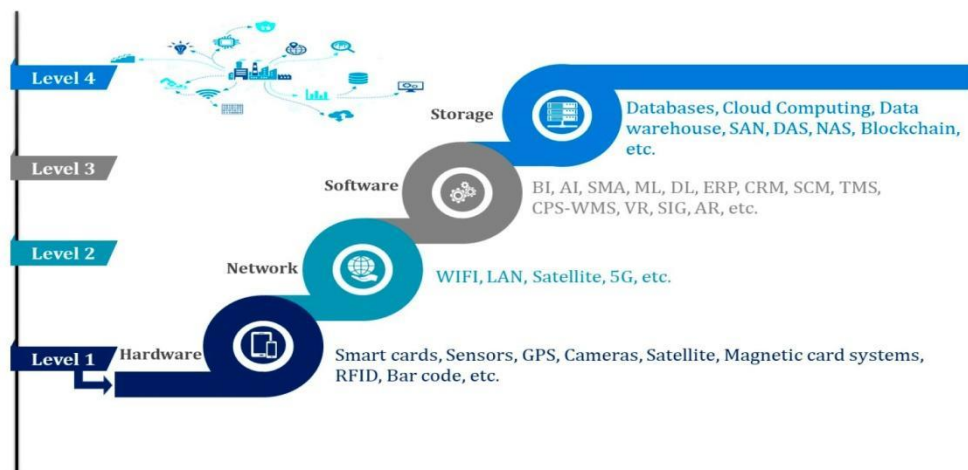 Level 4
Storage
Databases, Cloud Computing, Data
warehouse, SAN, DAS, NAS, Blockchain,
etc.
Level 3
Software
BI, AI, SMA, ML, DL, ERP, CRM, SCM, TMS,
CPS-WMS, VR, SIG, AR, etc.
Level 2
Network
WIFI, LAN, Satellite, 5G, etc.
Level 1
Hardware
Smart cards, Sensors, GPS, Cameras, Satellite, Magnetic card systems,
RFID, Bar code, etc.